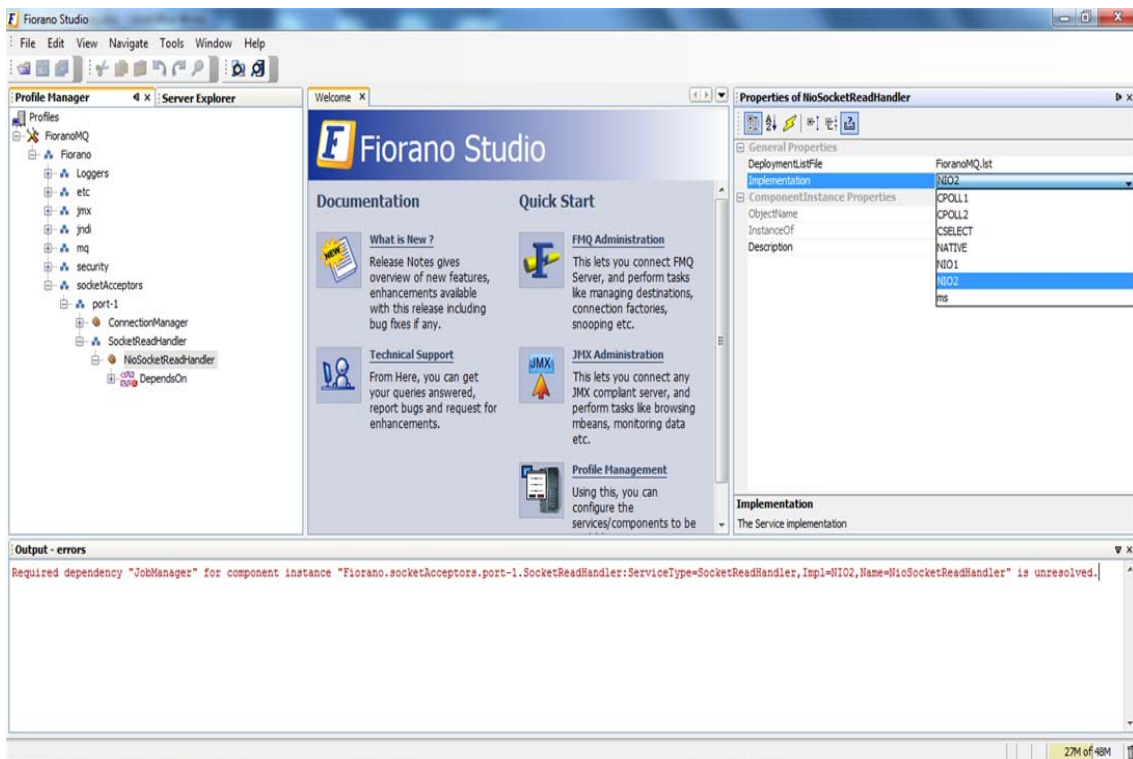 Fiorano Studio
File Edit View Navigate Tools Window Help
Profile Manager
Server Explorer
Profiles
FioranoMQ
Fiorano
Loggers
etc
jmx
jndi
mq
security
socketAcceptors
port-1
ConnectionManager
SocketReadHandler
NioSocketReadHandler
DependsOn
Welcome
Fiorano Studio
Documentation
What is New ?
Release Notes gives
overview of new features,
enhancements available
with this release including
bug fixes if any.
Technical Support
From Here, you can get
your queries answered,
report bugs and request for
enhancements.
Quick Start
FMQ Administration
This lets you connect FMQ
Server, and perform tasks
like managing destinations,
connection factories,
snooping etc.
JMX
JMX Administration
This lets you connect any
JMX compliant server, and
perform tasks like browsing
mbeans, monitoring data
etc.
Profile Management
Using this, you can
configure the
services/components to be
Properties of NioSocketReadHandler
General Properties
DeploymentListFile FioranoMQ.lst
Implementation NIO2
ComponentInstance Properties
ObjectName
InstanceOf
Description
CPOLL1
CPOLL2
CSELECT
NATIVE
NIO1
NIO2
ms
Implementation
The Service implementation
Output - errors
Required dependency "JobManager" for component instance "Fiorano.socketAcceptors.port-1.SocketReadHandler:ServiceType=SocketReadHandler,Impl=NIO2,Name=NioSocketReadHandler" is unresolved.
27M of 48M